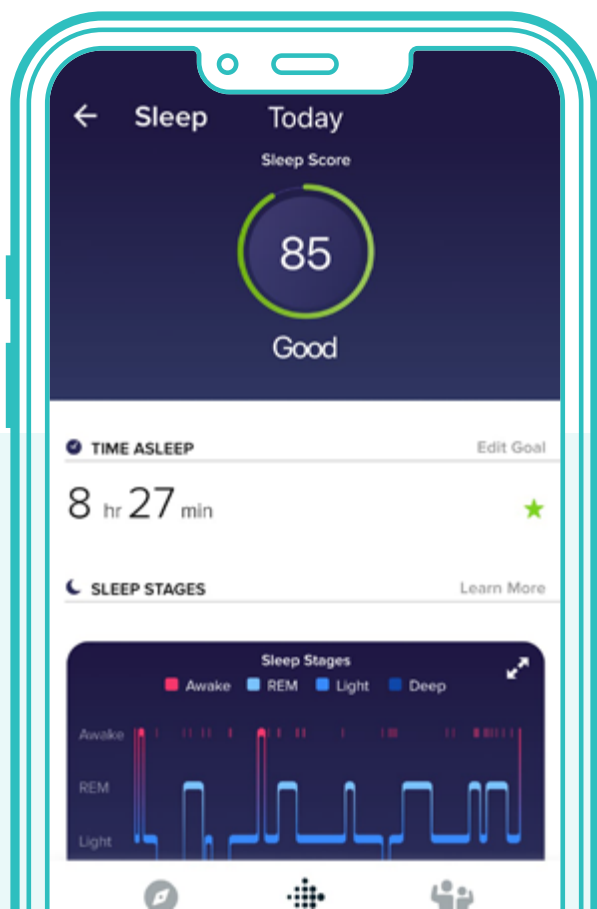 Sleep Today
Sleep Score
85
Good
TIME ASLEEP Edit Goal
8 hr 27 min
SLEEP STAGES Learn More
Sleep Stages
Awake REM Light Deep
Awake
REM
Light